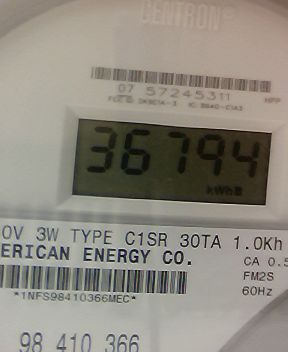 CENTRON®
07 57245311
36794
kWh
0V 3W TYPE C1SR 30TA 1.0Kh
ERICAN ENERGY CO.
CA 0.5
FM2S
*1NFS98410366MEC*
60Hz
98 410 366